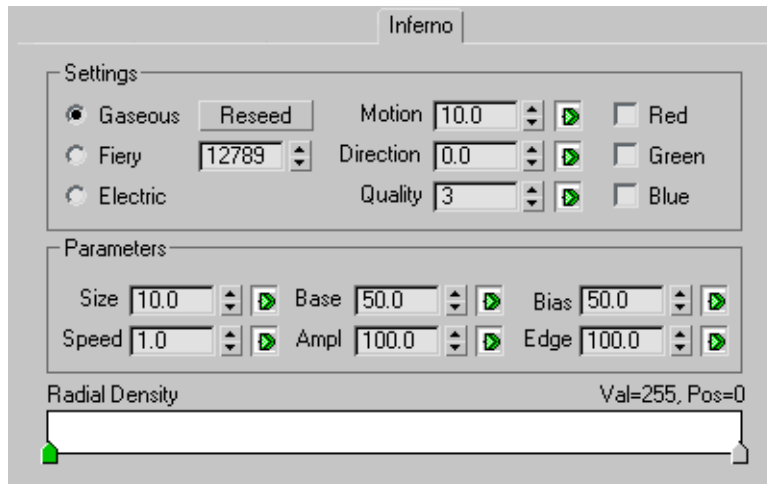 Inferno
Settings
Gaseous Reseed Motion 10.0 Red
Fiery 12789 Direction 0.0 Green
Electric Quality 3 Blue
Parameters
Size 10.0 Base 50.0 Bias 50.0
Speed 1.0 Ampl 100.0 Edge 100.0
Radial Density Val=255, Pos=0